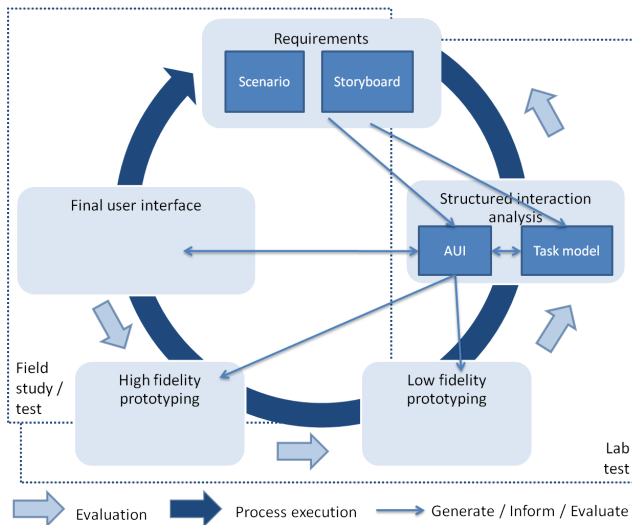 Requirements
Scenario
Storyboard
Final user interface
Structured interaction
analysis
AUI
Task model
Field
study /
test
High fidelity
prototyping
Low fidelity
prototyping
Lab
test
Evaluation
Process execution
Generate / Inform / Evaluate